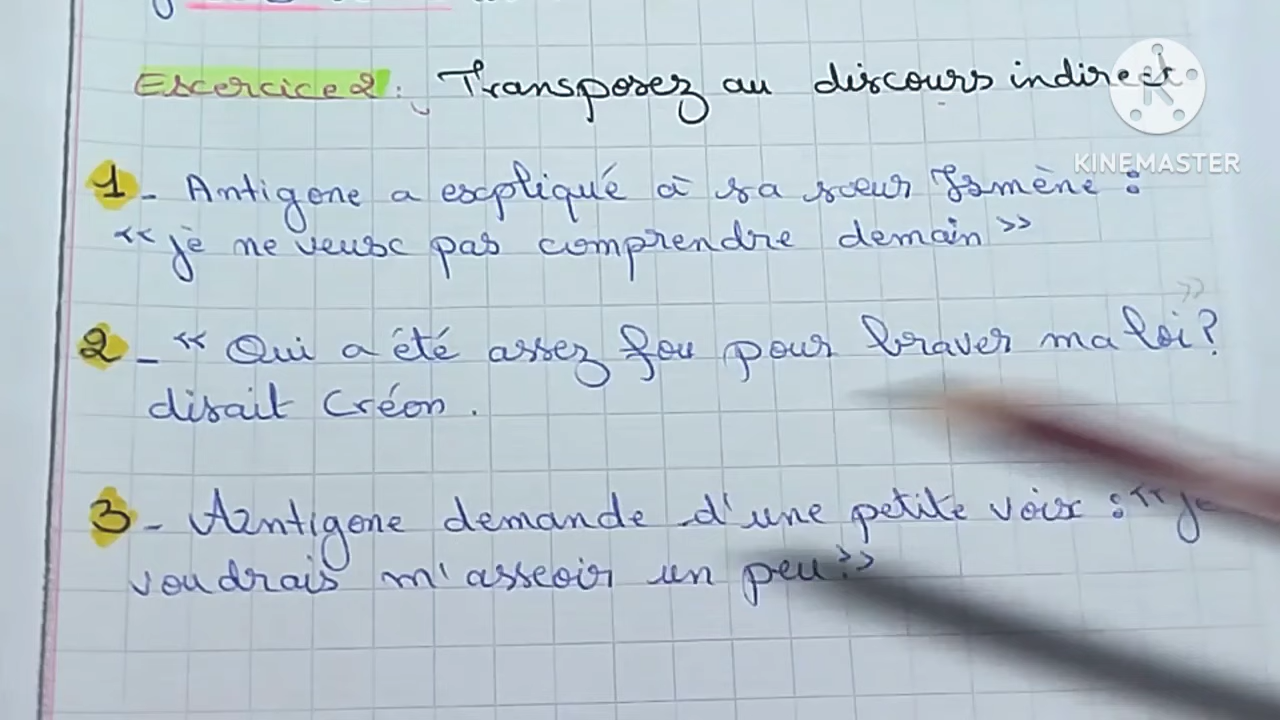 Exercice 2 : Transposez au discours indirect
KINEMASTER
1 - Antigone a expliqué à sa sœur Ismène :
<< je ne veux pas comprendre demain >>
2 - << Qui a été assez fou pour braver ma loi ? >>
disait Créon .
3 - Antigone demande d'une petite voix : << je
voudrais m'asseoir un peu >>